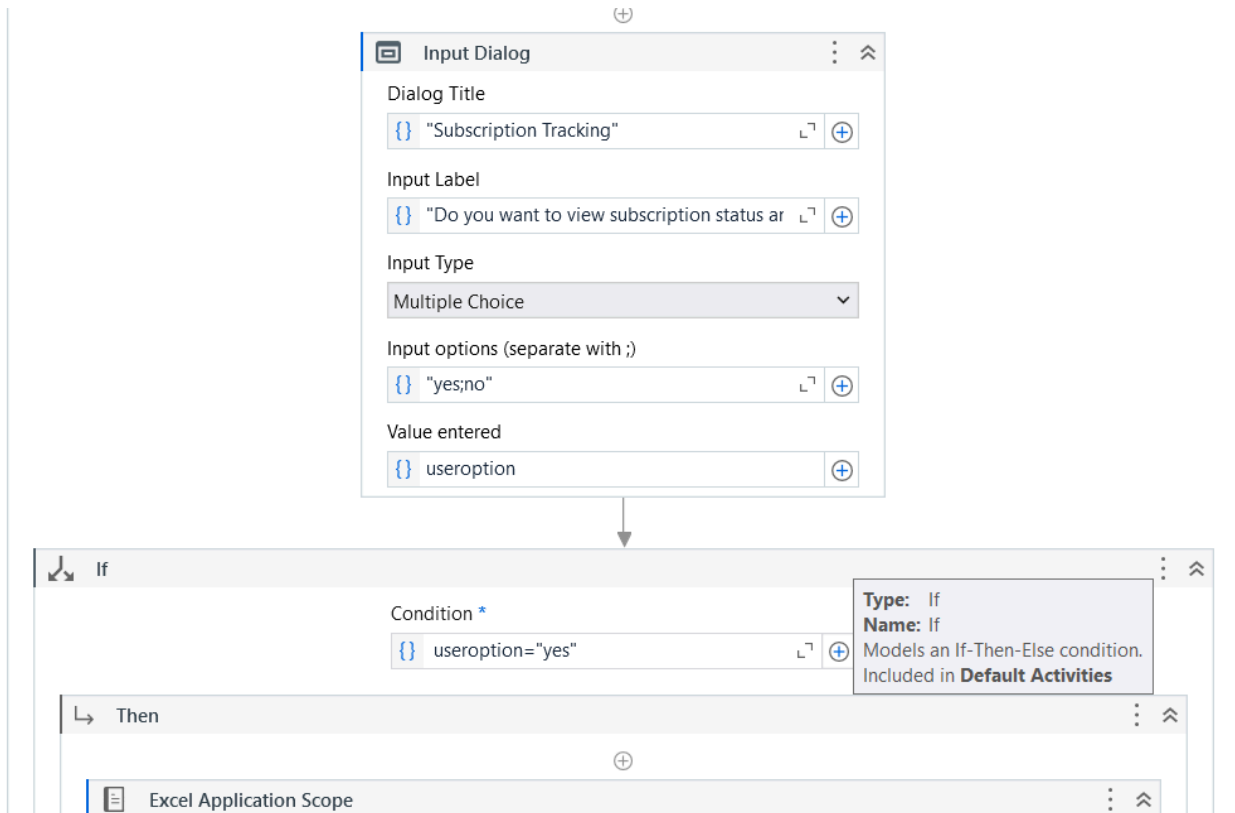 Input Dialog
Dialog Title
{} "Subscription Tracking"
Input Label
{} "Do you want to view subscription status ar
Input Type
Multiple Choice
Input options (separate with ;)
{} "yes;no"
Value entered
{} useroption
If
Condition *
{} useroption="yes"
Type: If
Name: If
Models an If-Then-Else condition.
Included in Default Activities
Then
Excel Application Scope